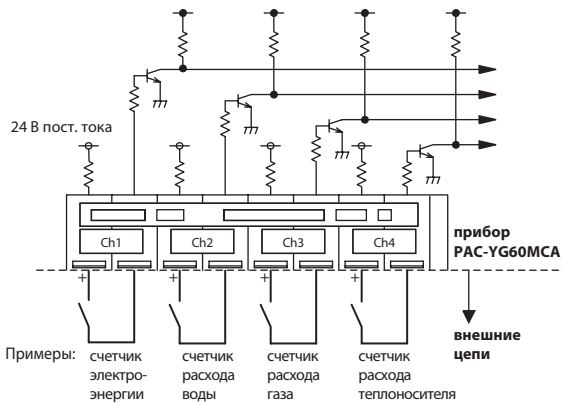 24 В пост. тока
Ch1 Ch2 Ch3 Ch4
прибор
PAC-YG60MCA
+ + + +
внешние
цепи
Примеры: счетчик счетчик счетчик счетчик
электро- расхода расхода расхода
энергии воды газа теплоносителя